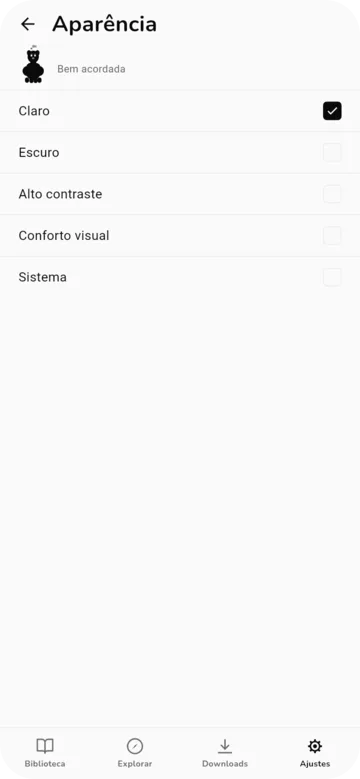 Aparência
Bem acordada
Claro
Escuro
Alto contraste
Conforto visual
Sistema
Biblioteca
Explorar
Downloads
Ajustes